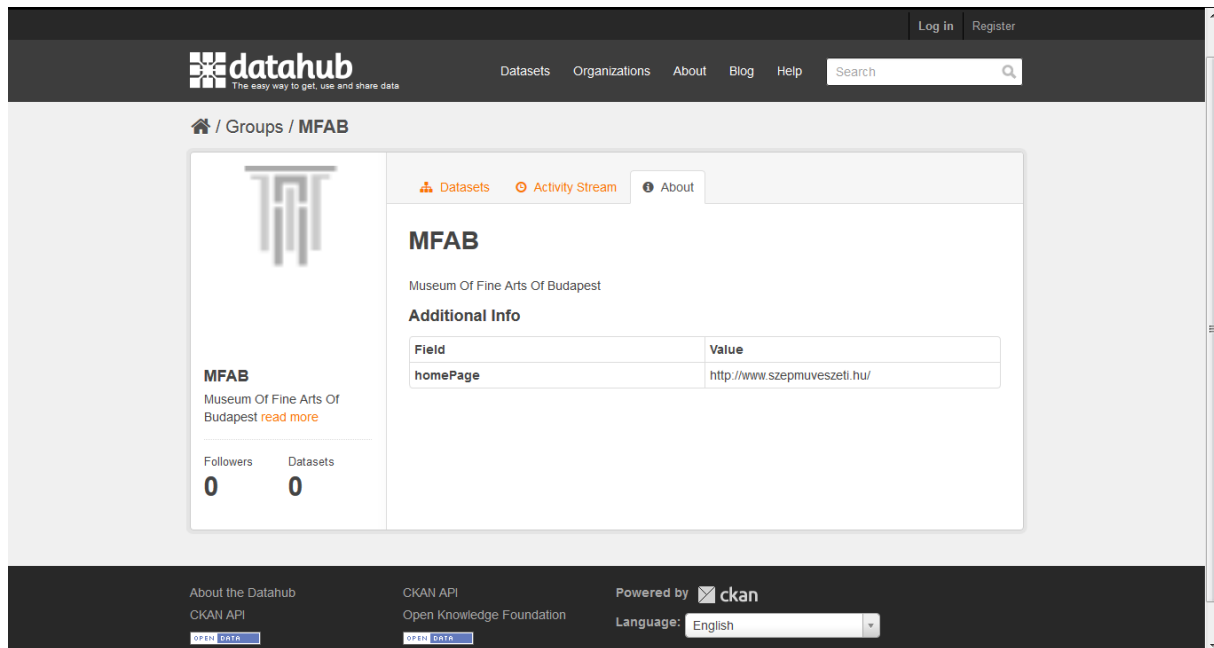 Log in Register
datahub
The easy way to get, use and share data
Datasets Organizations About Blog Help Search
/ Groups / MFAB
Datasets Activity Stream About
MFAB
Museum Of Fine Arts Of Budapest
Additional Info
Field Value
homePage http://www.szepmuveszeti.hu/
MFAB
Museum Of Fine Arts Of
Budapest read more
Followers Datasets
0 0
About the Datahub
CKAN API
OPEN DATA
CKAN API
Open Knowledge Foundation
OPEN DATA
Powered by ckan
Language: English